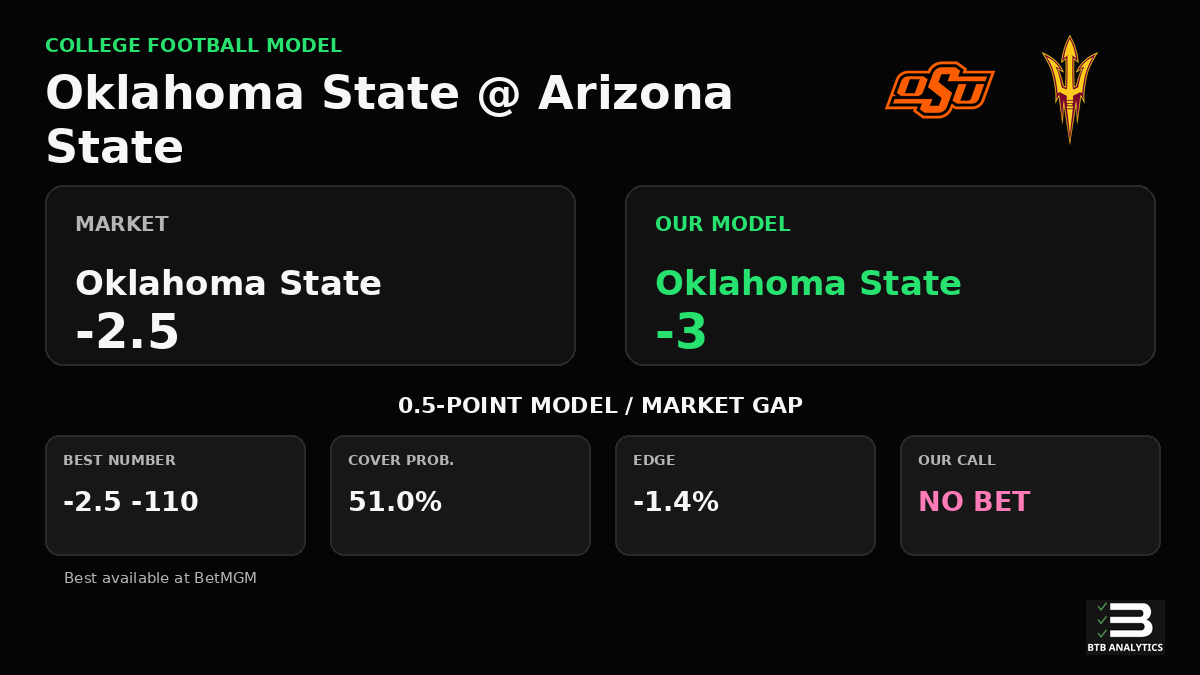 COLLEGE FOOTBALL MODEL
Oklahoma State @ Arizona
State
OSU
MARKET
Oklahoma State
-2.5
OUR MODEL
Oklahoma State
-3
0.5-POINT MODEL / MARKET GAP
BEST NUMBER
-2.5 -110
COVER PROB.
51.0%
EDGE
-1.4%
OUR CALL
NO BET
Best available at BetMGM
B
BTB ANALYTICS